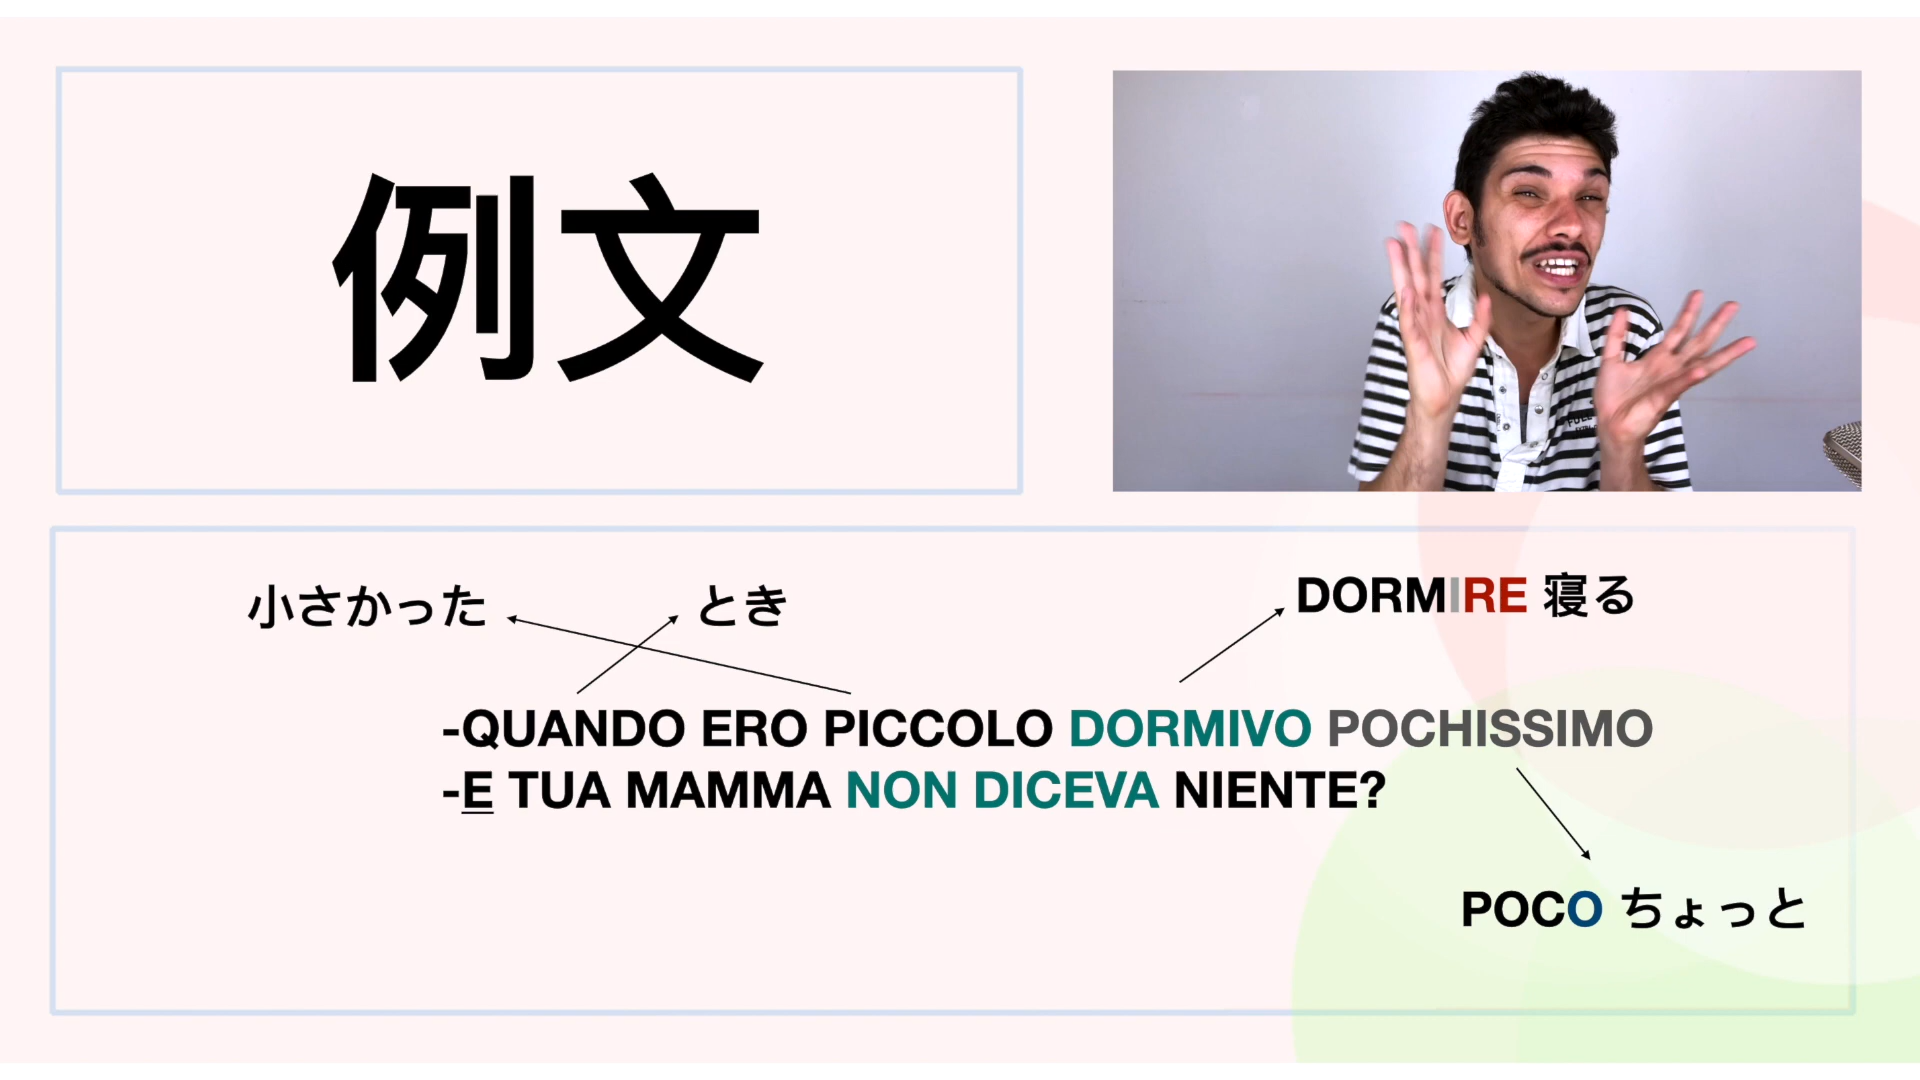 例文
小さかった とき
DORMIRE 寝る
-QUANDO ERO PICCOLO DORMIVO POCHISSIMO
-E TUA MAMMA NON DICEVA NIENTE?
POCO ちょっと